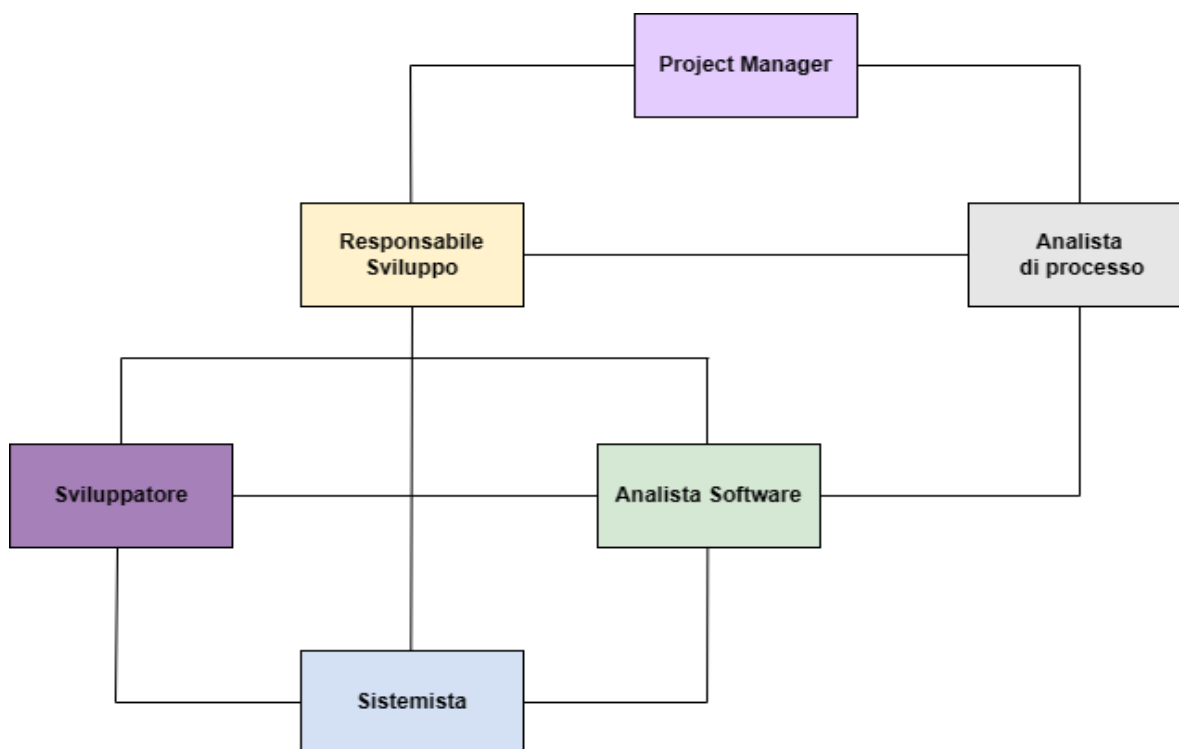 Project Manager
Responsabile
Sviluppo
Analista
di processo
Sviluppatore
Analista Software
Sistemista